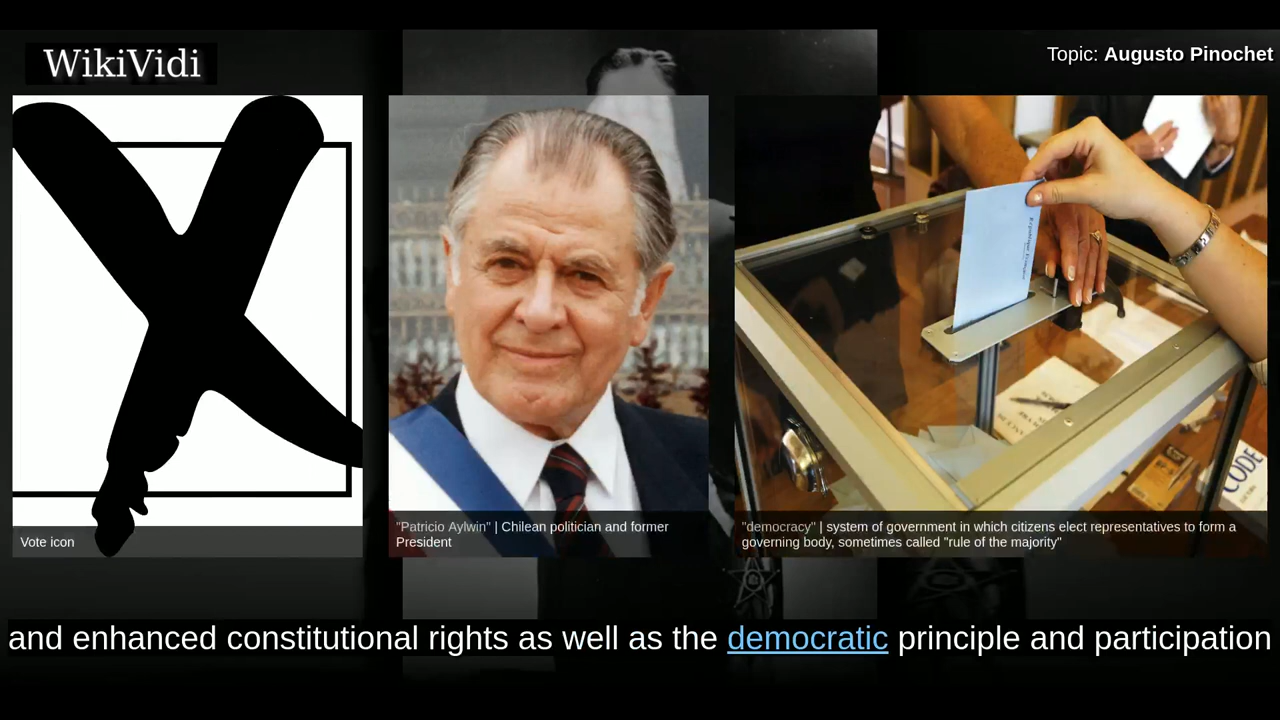 WikiVidi
Topic: Augusto Pinochet
Vote icon
"Patricio Aylwin" | Chilean politician and former
President
"democracy" | system of government in which citizens elect representatives to form a
governing body, sometimes called "rule of the majority"
CODE
and enhanced constitutional rights as well as the democratic principle and participation